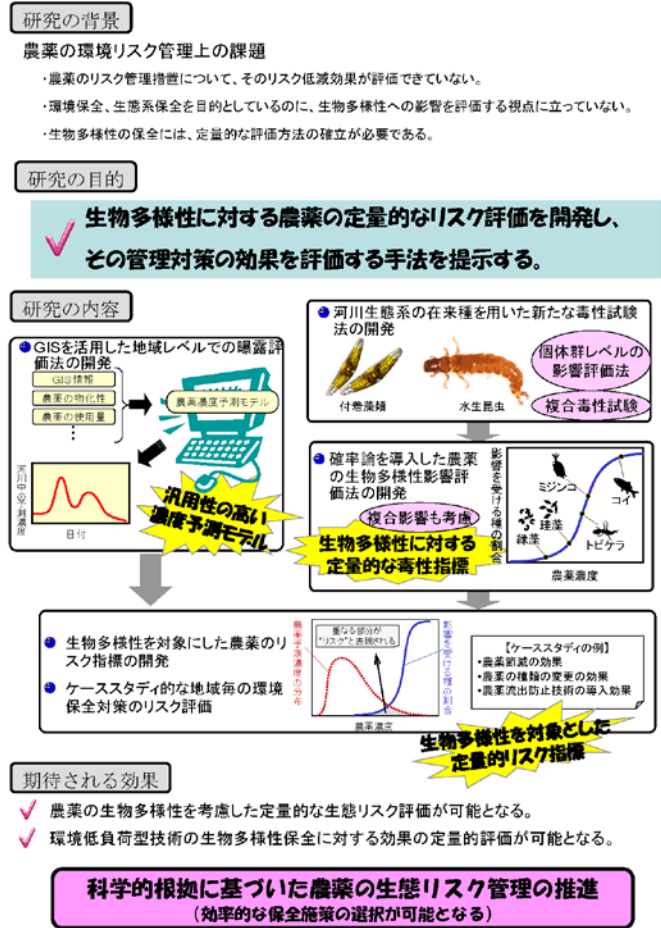 研究の背景
農薬の環境リスク管理上の課題
・農薬のリスク管理措置について、そのリスク低減効果が評価できていない。
・環境保全、生態系保全を目的としているのに、生物多様性への影響を評価する視点に立っていない。
・生物多様性の保全には、定量的な評価方法の確立が必要である。
研究の目的
生物多様性に対する農薬の定量的なリスク評価を開発し、
その管理対策の効果を評価する手法を提示する。
研究の内容
GISを活用した地域レベルでの曝露評
価法の開発
GIS情報
農薬の物化性
農薬の使用量
農薬濃度予測モデル
河川中の予測濃度
日付
汎用性の高い
濃度予測モデル
河川生態系の在来種を用いた新たな毒性試験
法の開発
付着藻類
水生昆虫
個体群レベルの
影響評価法
複合毒性試験
確率論を導入した農薬
の生物多様性影響評
価法の開発
複合影響も考慮
生物多様性に対する
定量的な毒性指標
影響を受ける種の割合
ミジンコ
コイ
珪藻
緑藻
トビケラ
農薬濃度
生物多様性を対象にした農薬のリ
スク指標の開発
ケーススタディ的な地域毎の環境
保全対策のリスク評価
農薬予測濃度の分布
重なる部分が
“リスク”と表現される
影響を受ける種の割合
農薬濃度
【ケーススタディの例】
・農薬節減の効果
・農薬の種類の変更の効果
・農薬流出防止技術の導入効果
生物多様性を対象とした
定量的リスク指標
期待される効果
農薬の生物多様性を考慮した定量的な生態リスク評価が可能となる。
環境低負荷型技術の生物多様性保全に対する効果の定量的評価が可能となる。
科学的根拠に基づいた農薬の生態リスク管理の推進
（効率的な保全施策の選択が可能となる）